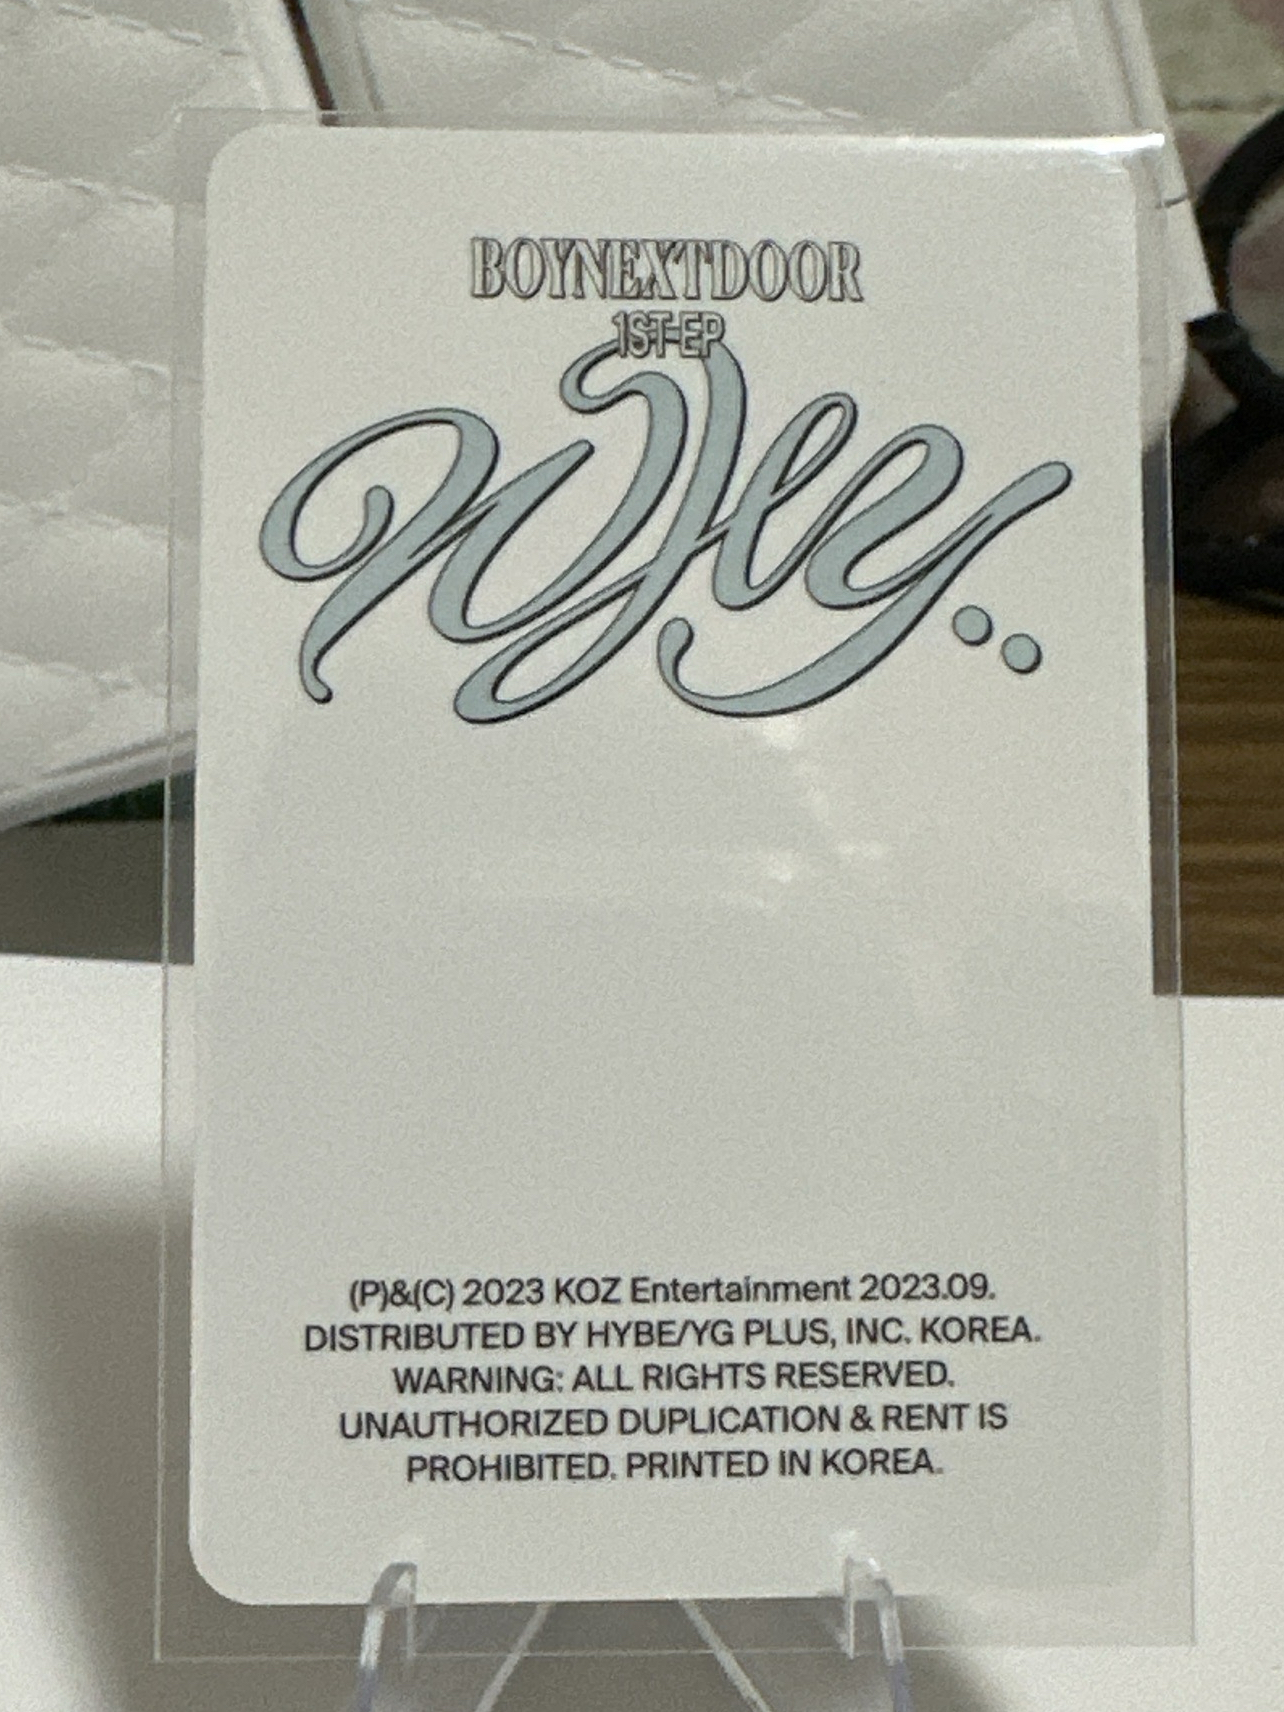 BOYNEXTDOOR
1ST EP
WHY..
(P)&(C) 2023 KOZ Entertainment 2023.09.
DISTRIBUTED BY HYBE/YG PLUS, INC. KOREA.
WARNING: ALL RIGHTS RESERVED.
UNAUTHORIZED DUPLICATION & RENT IS
PROHIBITED. PRINTED IN KOREA.